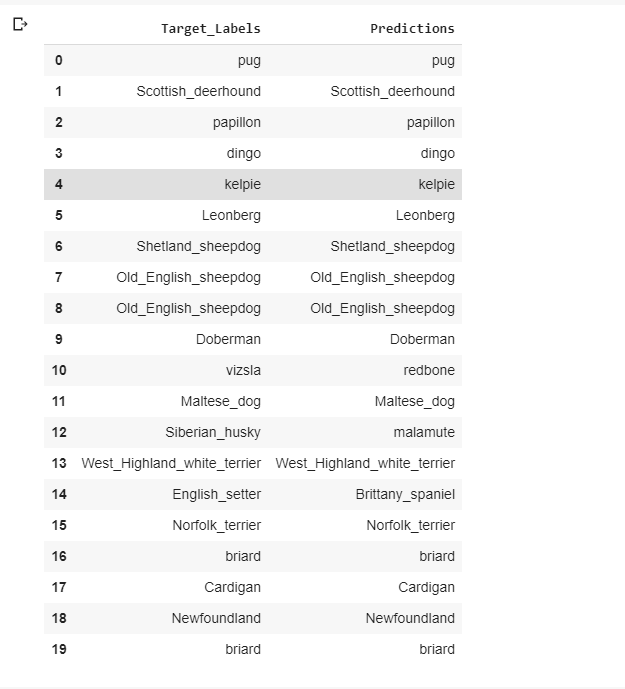 Target_Labels Predictions
0 pug pug
1 Scottish_deerhound Scottish_deerhound
2 papillon papillon
3 dingo dingo
4 kelpie kelpie
5 Leonberg Leonberg
6 Shetland_sheepdog Shetland_sheepdog
7 Old_English_sheepdog Old_English_sheepdog
8 Old_English_sheepdog Old_English_sheepdog
9 Doberman Doberman
10 vizsla redbone
11 Maltese_dog Maltese_dog
12 Siberian_husky malamute
13 West_Highland_white_terrier West_Highland_white_terrier
14 English_setter Brittany_spaniel
15 Norfolk_terrier Norfolk_terrier
16 briard briard
17 Cardigan Cardigan
18 Newfoundland Newfoundland
19 briard briard